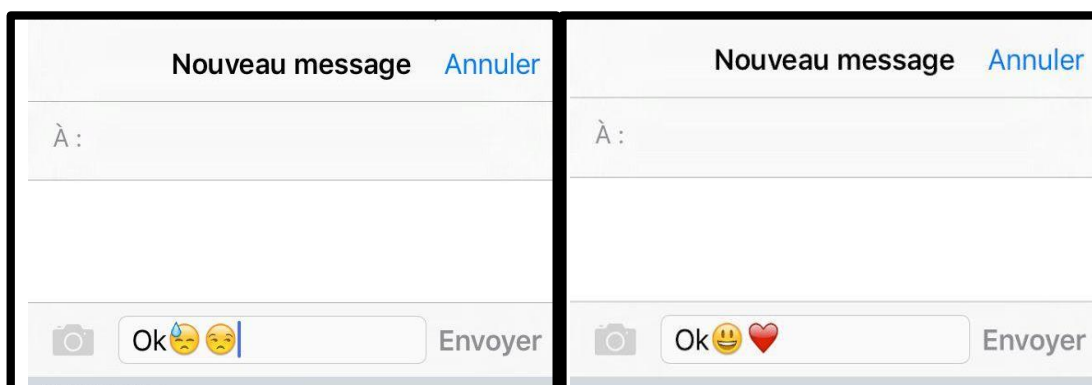 Nouveau message Annuler
À :
Ok😓😒 Envoyer
Nouveau message Annuler
À :
Ok😃❤️ Envoyer